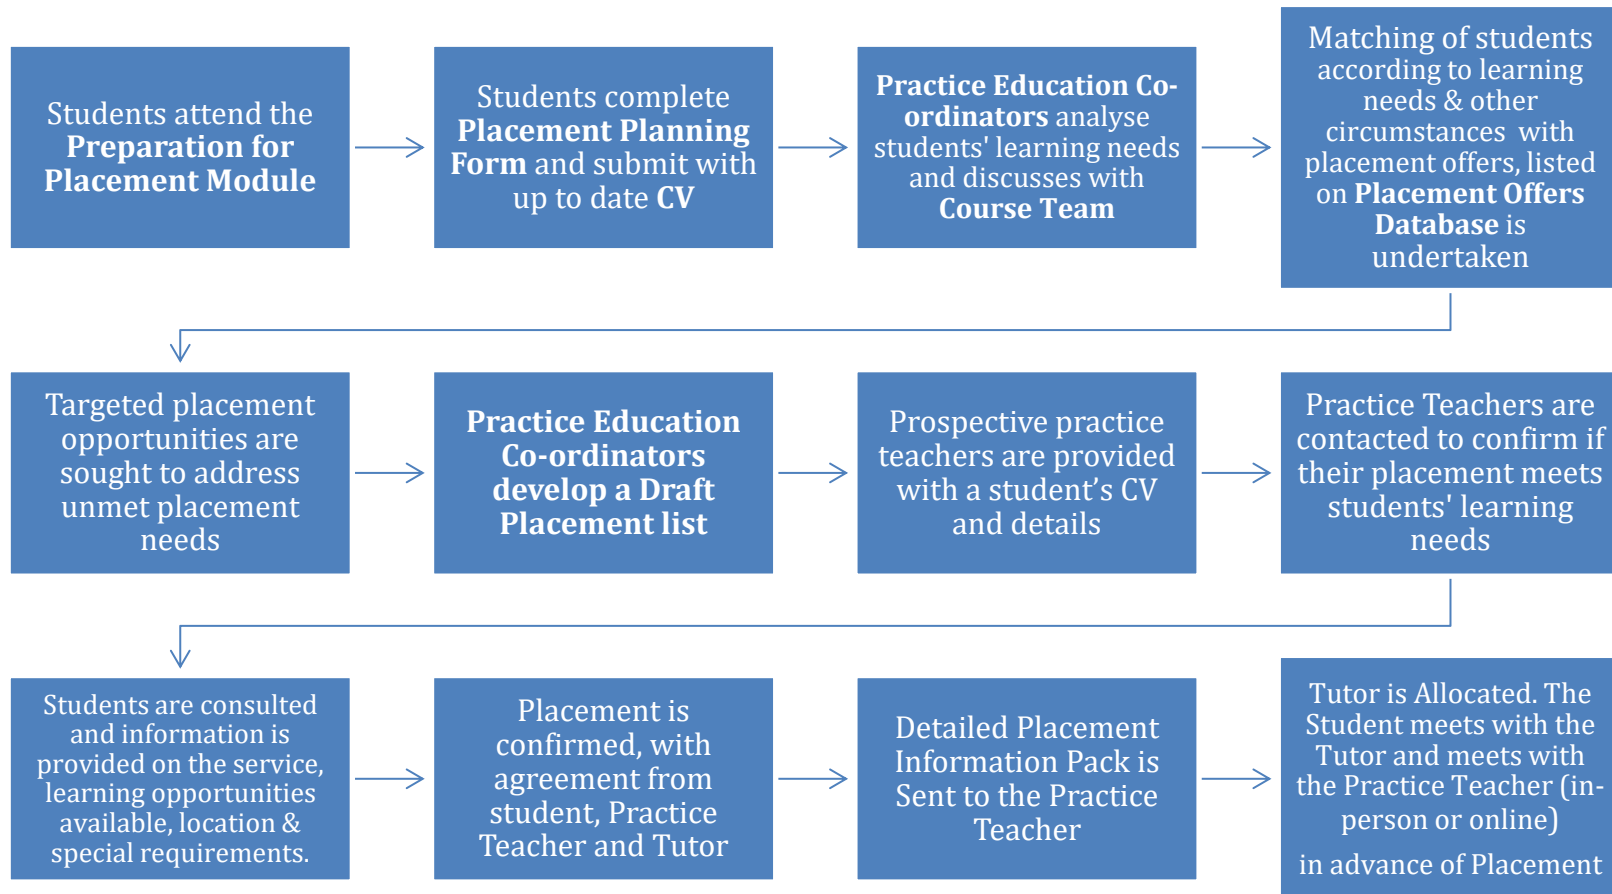 Students attend the
Preparation for
Placement Module
Students complete
Placement Planning
Form and submit with
up to date CV
Practice Education Co-
ordinators analyse
students' learning needs
and discusses with
Course Team
Matching of students
according to learning
needs & other
circumstances with
placement offers, listed
on Placement Offers
Database is
undertaken
Targeted placement
opportunities are
sought to address
unmet placement
needs
Practice Education
Co-ordinators
develop a Draft
Placement list
Prospective practice
teachers are provided
with a student’s CV
and details
Practice Teachers are
contacted to confirm if
their placement meets
students' learning
needs
Students are consulted
and information is
provided on the service,
learning opportunities
available, location &
special requirements.
Placement is
confirmed, with
agreement from
student, Practice
Teacher and Tutor
Detailed Placement
Information Pack is
Sent to the Practice
Teacher
Tutor is Allocated. The
Student meets with the
Tutor and meets with
the Practice Teacher (in-
person or online)
in advance of Placement